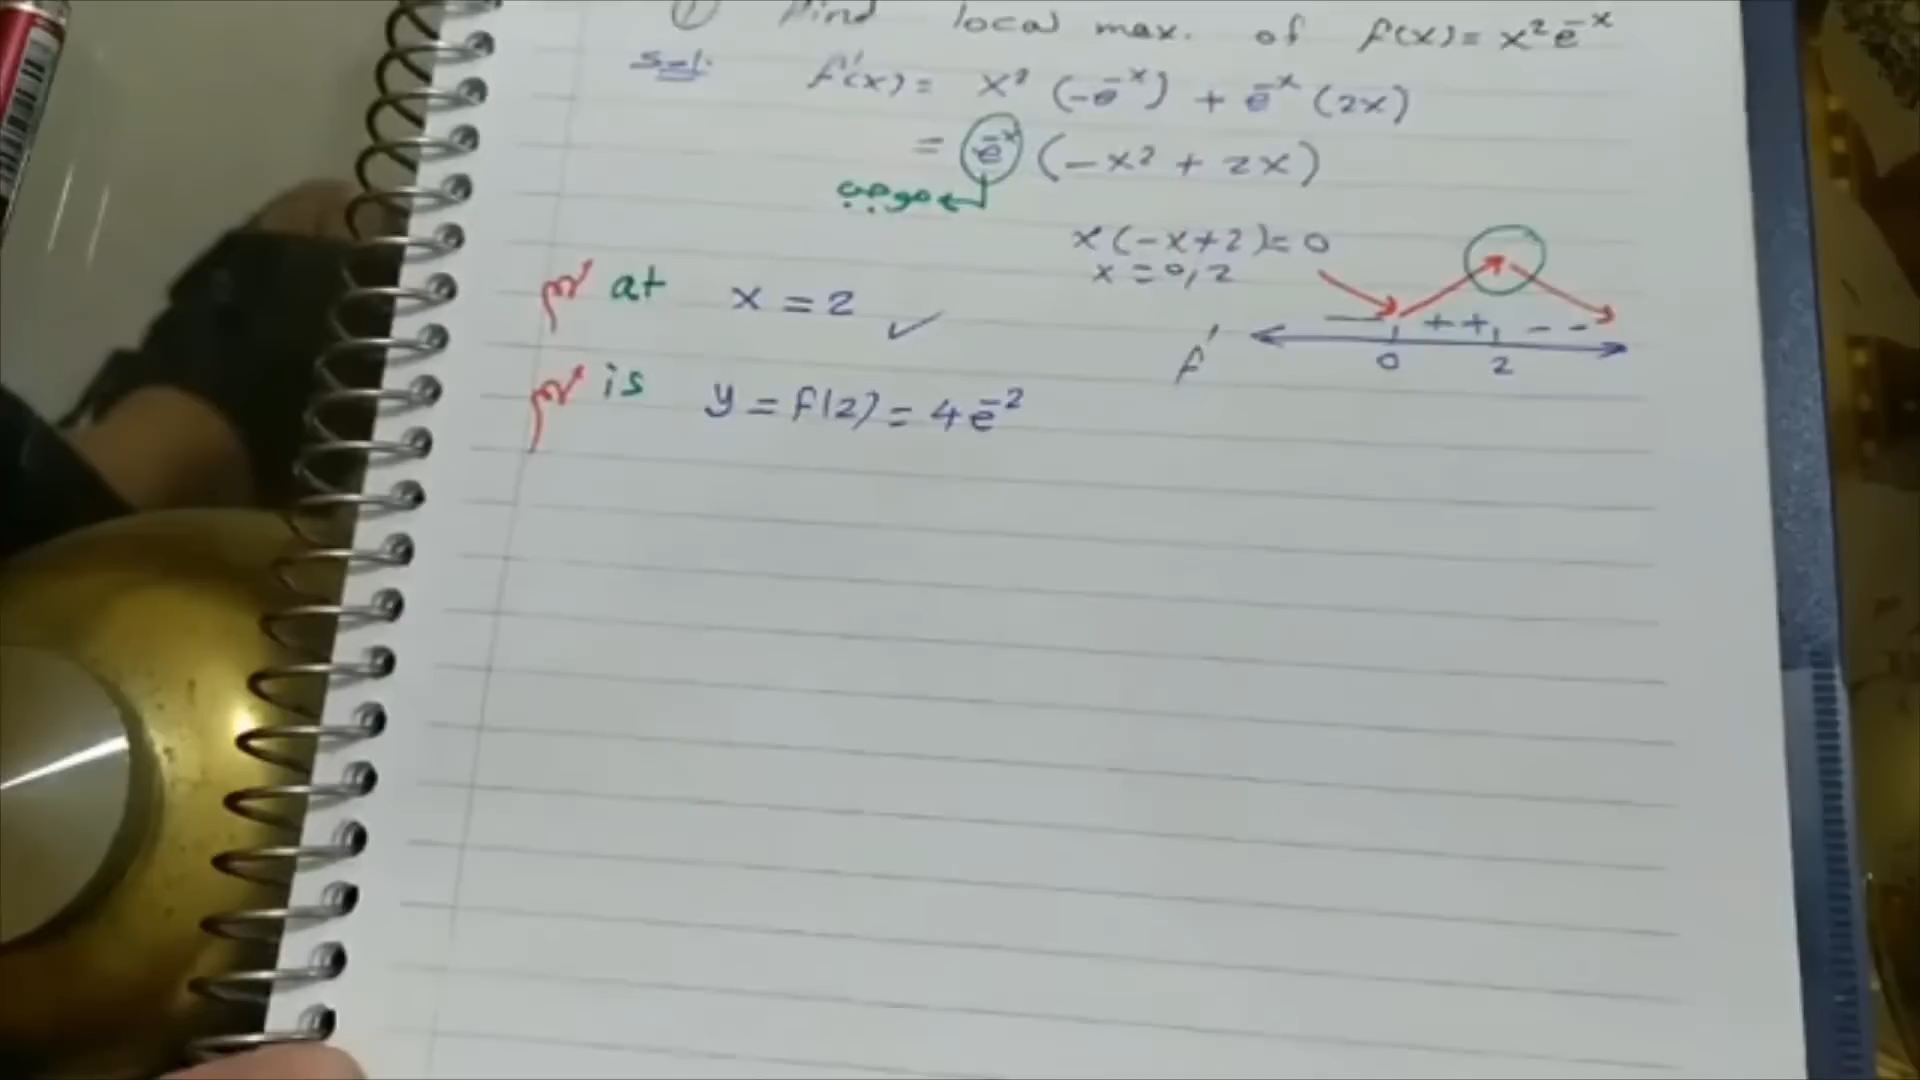 ① Find local max. of f(x) = x² e⁻ˣ
Sol. f'(x) = x² (-e⁻ˣ) + e⁻ˣ (2x)
= e⁻ˣ (-x² + 2x)
موجب
x(-x+2) = 0
x = 0, 2
at x = 2 ✓
f' — + + - -
0 2
is y = f(2) = 4e⁻²